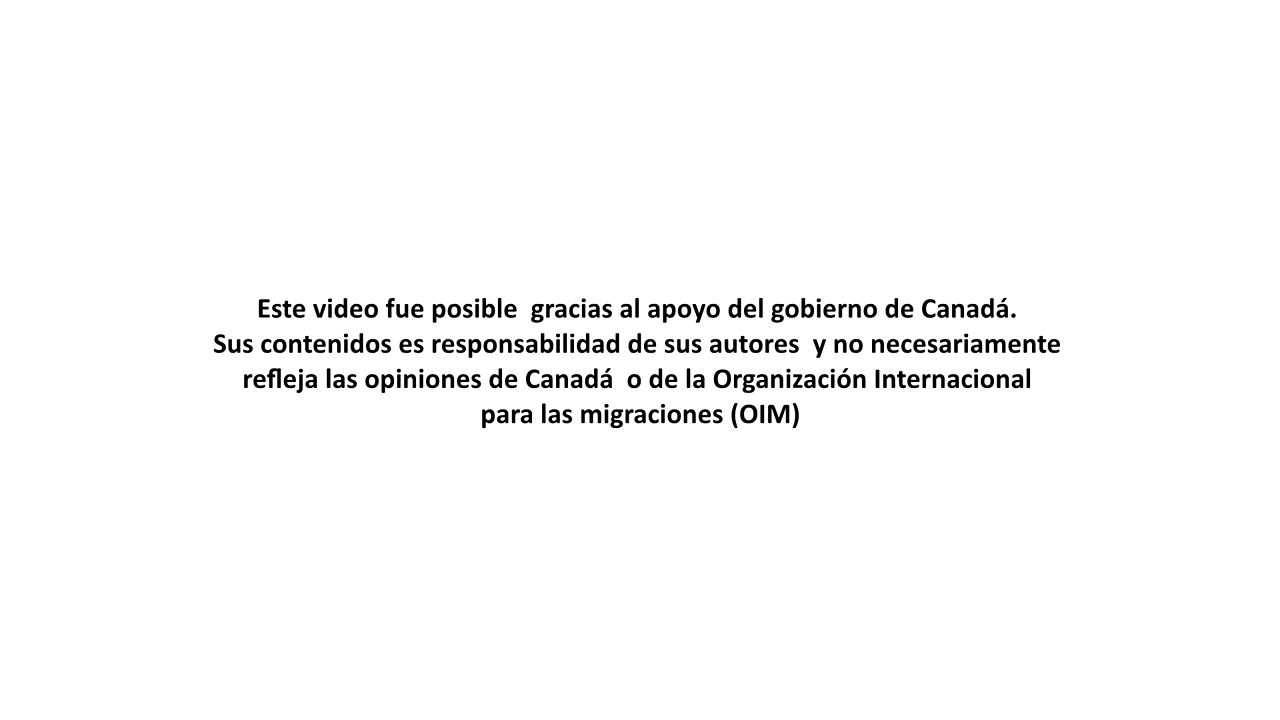 Este video fue posible  gracias al apoyo del gobierno de Canadá.
Sus contenidos es responsabilidad de sus autores  y no necesariamente
refleja las opiniones de Canadá  o de la Organización Internacional
para las migraciones (OIM)